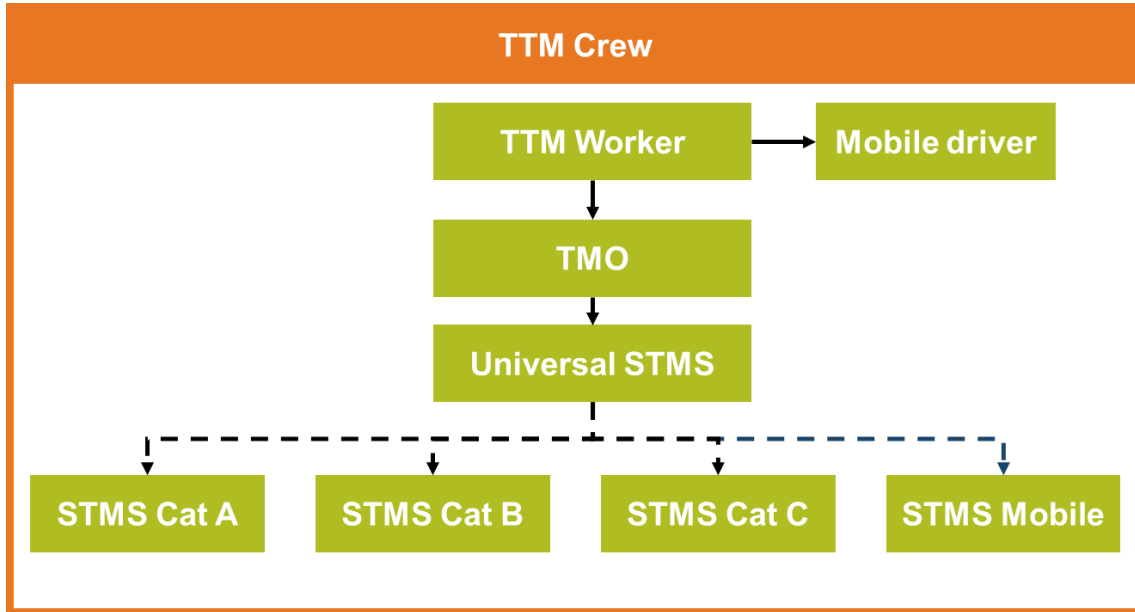 TTM Crew
TTM Worker
Mobile driver
TMO
Universal STMS
STMS Cat A
STMS Cat B
STMS Cat C
STMS Mobile